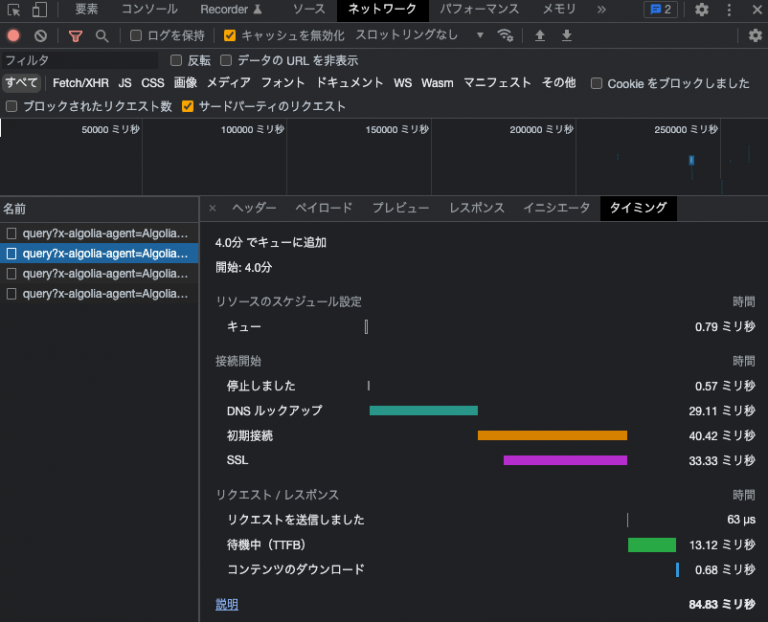 要素 コンソール Recorder ソース ネットワーク パフォーマンス メモリ » 2
ログを保持 キャッシュを無効化 スロットリングなし
フィルタ 反転 データの URL を非表示
すべて Fetch/XHR JS CSS 画像 メディア フォント ドキュメント WS Wasm マニフェスト その他 Cookie をブロックしました
ブロックされたリクエスト数 サードパーティのリクエスト
50000 ミリ秒 100000 ミリ秒 150000 ミリ秒 200000 ミリ秒 250000 ミリ秒
名前
× ヘッダー ペイロード プレビュー レスポンス イニシエータ タイミング
query?x-algolia-agent=Algolia...
query?x-algolia-agent=Algolia...
query?x-algolia-agent=Algolia...
query?x-algolia-agent=Algolia...
4.0分 でキューに追加
開始: 4.0分
リソースのスケジュール設定 時間
キュー 0.79 ミリ秒
接続開始 時間
停止しました 0.57 ミリ秒
DNS ルックアップ 29.11 ミリ秒
初期接続 40.42 ミリ秒
SSL 33.33 ミリ秒
リクエスト / レスポンス 時間
リクエストを送信しました 63 μs
待機中（TTFB） 13.12 ミリ秒
コンテンツのダウンロード 0.68 ミリ秒
説明 84.83 ミリ秒